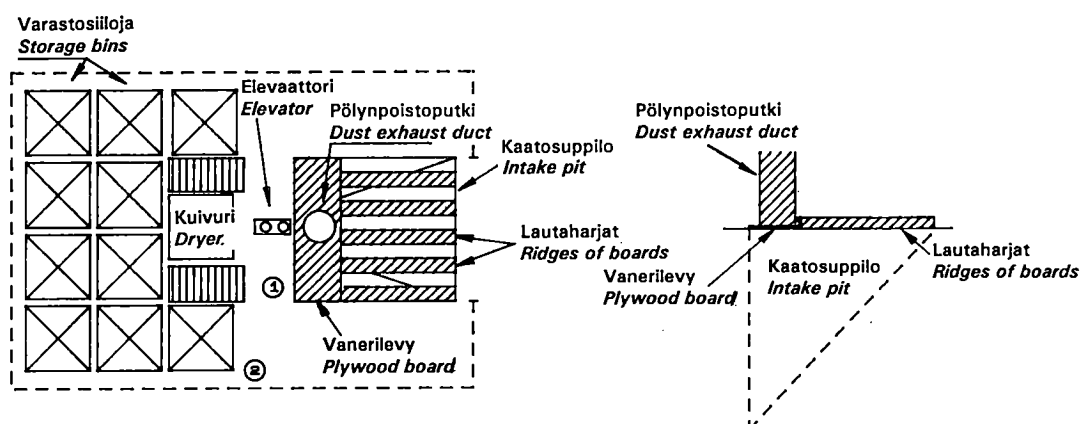 Varastosiiloja
Storage bins
Elevaattori
Elevator
Pölynpoistoputki
Dust exhaust duct
Kaatosuppilo
Intake pit
Kuivuri
Dryer.
Lautaharjat
Ridges of boards
1
Vanerilevy
Plywood board
2
Pölynpoistoputki
Dust exhaust duct
Vanerilevy
Plywood board
Kaatosuppilo
Intake pit
Lautaharjat
Ridges of boards